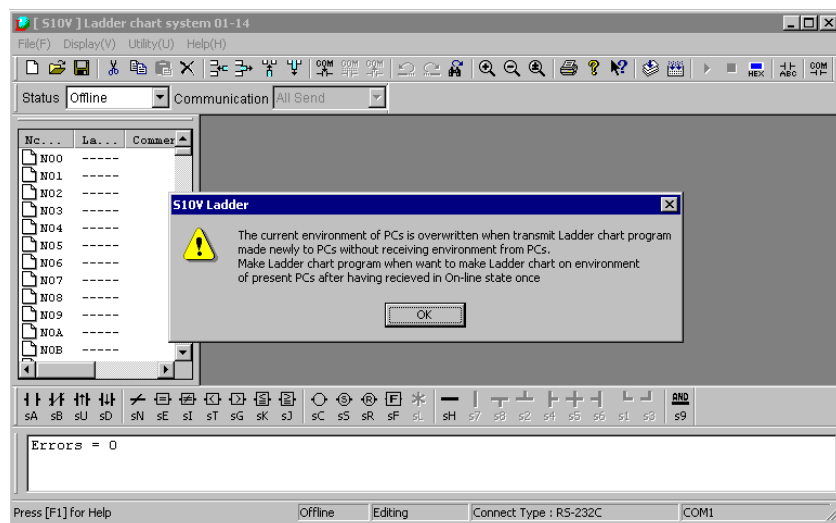 [ S10V ] Ladder chart system 01-14
File(F) Display(V) Utility(U) Help(H)
COM COM COM HEX ABC COM
Status Offline Communication All Send
Nc... La... Commer
N00 -----
N01 -----
N02 -----
N03 -----
N04 -----
N05 -----
N06 -----
N07 -----
N08 -----
N09 -----
N0A -----
N0B -----
S10V Ladder
The current environment of PCs is overwritten when transmit Ladder chart program
made newly to PCs without receiving environment from PCs.
Make Ladder chart program when want to make Ladder chart on environment
of present PCs after having recieved in On-line state once
OK
S R F AND
sA sB sU sD sN sE sI sT sG sK sJ sC sS sR sF sL sH s7 s8 s2 s4 s5 s6 s1 s3 s9
Errors = 0
Press [F1] for Help Offline Editing Connect Type : RS-232C COM1